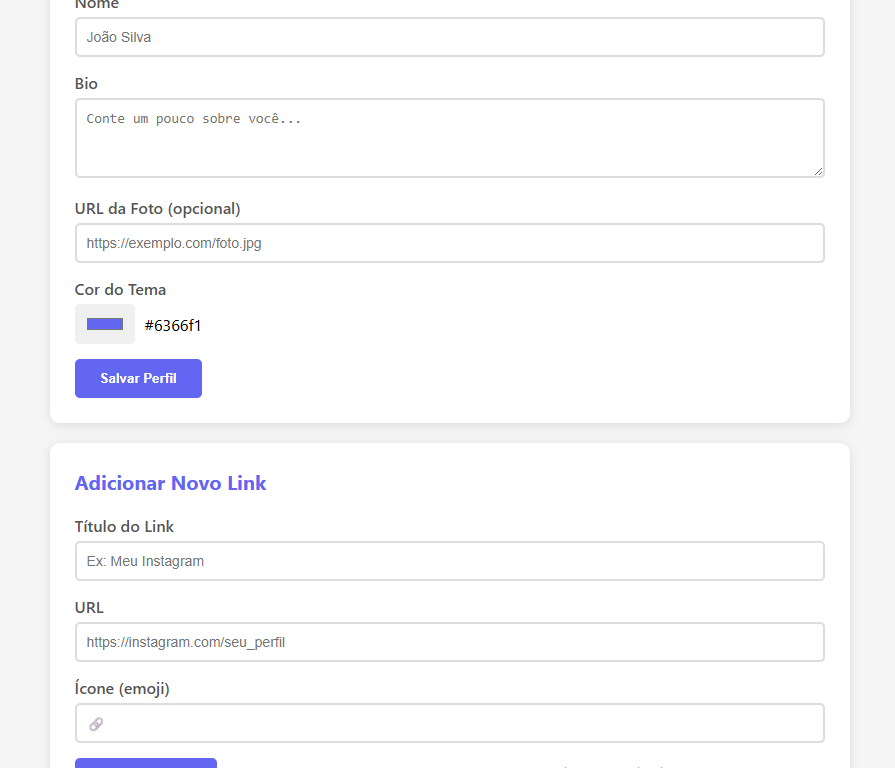 Nome
João Silva
Bio
Conte um pouco sobre você...
URL da Foto (opcional)
https://exemplo.com/foto.jpg
Cor do Tema
#6366f1
Salvar Perfil
Adicionar Novo Link
Título do Link
Ex: Meu Instagram
URL
https://instagram.com/seu_perfil
Ícone (emoji)
🔗